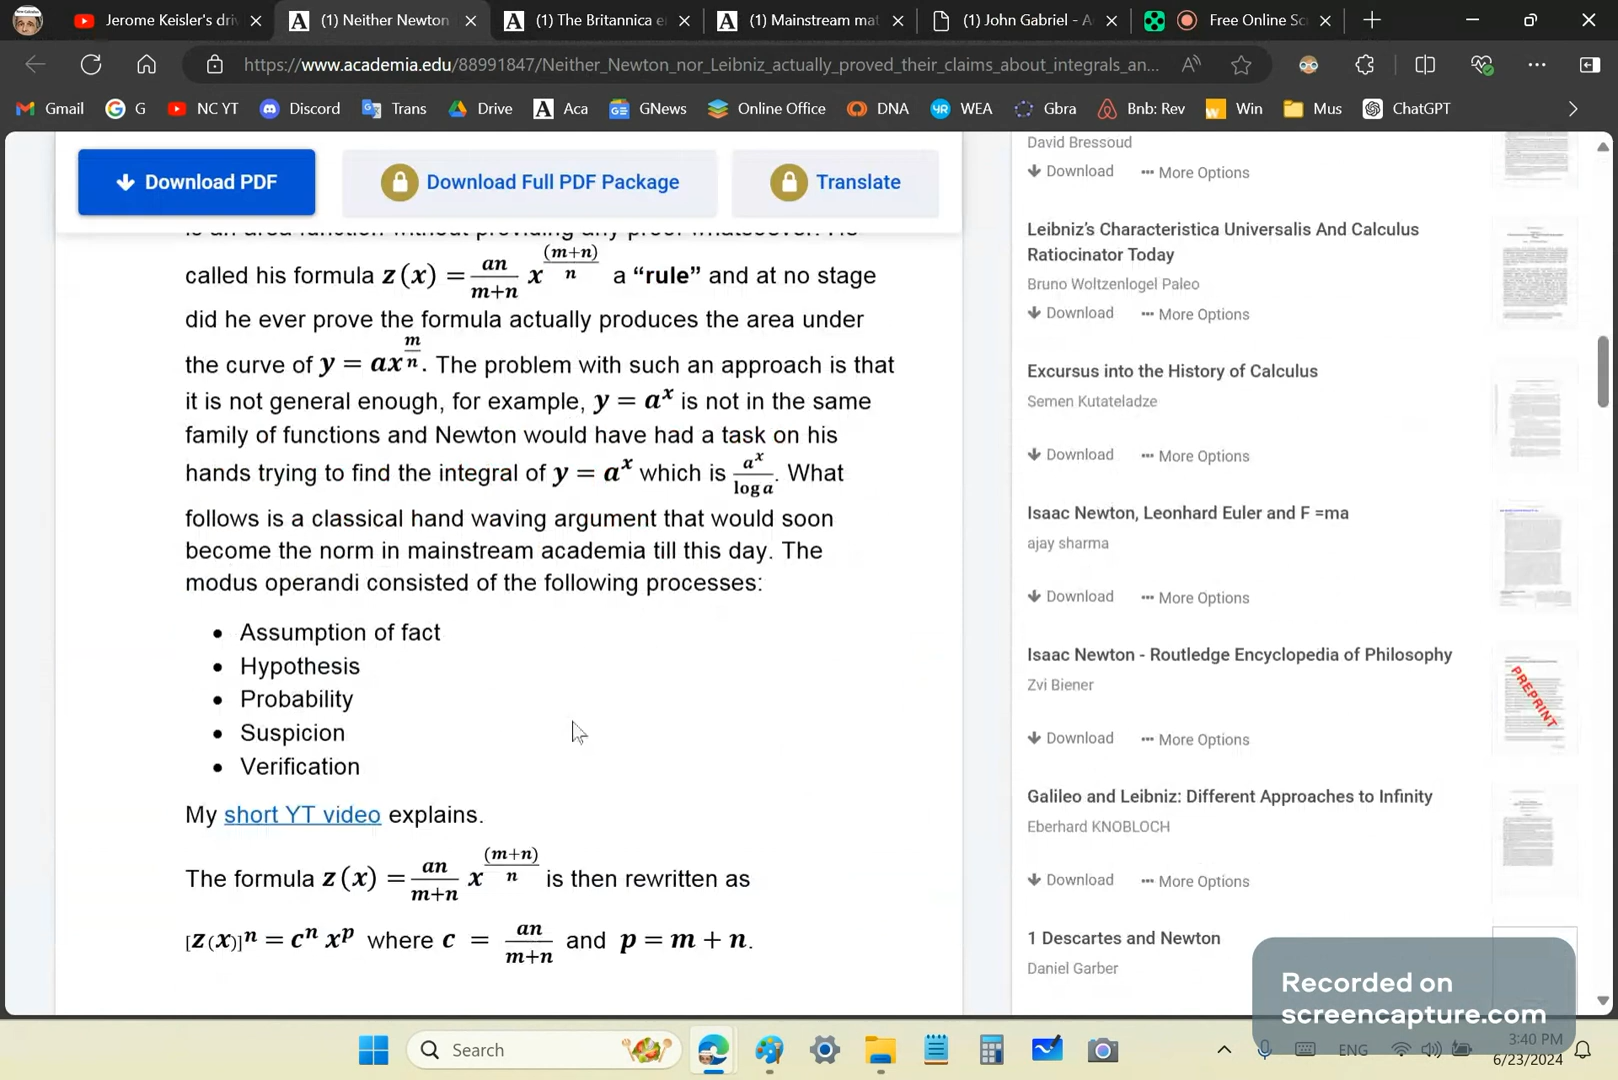 Jerome Keisler's dri
(1) Neither Newton
(1) The Britannica e
(1) Mainstream mat
(1) John Gabriel - A
Free Online Sc
https://www.academia.edu/88991847/Neither_Newton_nor_Leibniz_actually_proved_their_claims_about_integrals_an...
Gmail
G
NC YT
Discord
Trans
Drive
Aca
GNews
Online Office
DNA
WEA
Gbra
Bnb: Rev
Win
Mus
ChatGPT
Download PDF
Download Full PDF Package
Translate
is an area function without providing any proof whatsoever. He
called his formula z(x) = an/(m+n) x^((m+n)/n) a “rule” and at no stage
did he ever prove the formula actually produces the area under
the curve of y = ax^(m/n). The problem with such an approach is that
it is not general enough, for example, y = a^x is not in the same
family of functions and Newton would have had a task on his
hands trying to find the integral of y = a^x which is a^x/log a. What
follows is a classical hand waving argument that would soon
become the norm in mainstream academia till this day. The
modus operandi consisted of the following processes:
• Assumption of fact
• Hypothesis
• Probability
• Suspicion
• Verification
My short YT video explains.
The formula z(x) = an/(m+n) x^((m+n)/n) is then rewritten as
[z(x)]^n = c^n x^p where c = an/(m+n) and p = m + n.
David Bressoud
Download
••• More Options
Leibniz’s Characteristica Universalis And Calculus
Ratiocinator Today
Bruno Woltzenlogel Paleo
Download
••• More Options
Excursus into the History of Calculus
Semen Kutateladze
Download
••• More Options
Isaac Newton, Leonhard Euler and F =ma
ajay sharma
Download
••• More Options
Isaac Newton - Routledge Encyclopedia of Philosophy
Zvi Biener
PREPRINT
Download
••• More Options
Galileo and Leibniz: Different Approaches to Infinity
Eberhard KNOBLOCH
Download
••• More Options
1 Descartes and Newton
Daniel Garber
Recorded on
screencapture.com
Search
ENG
3:40 PM
6/23/2024